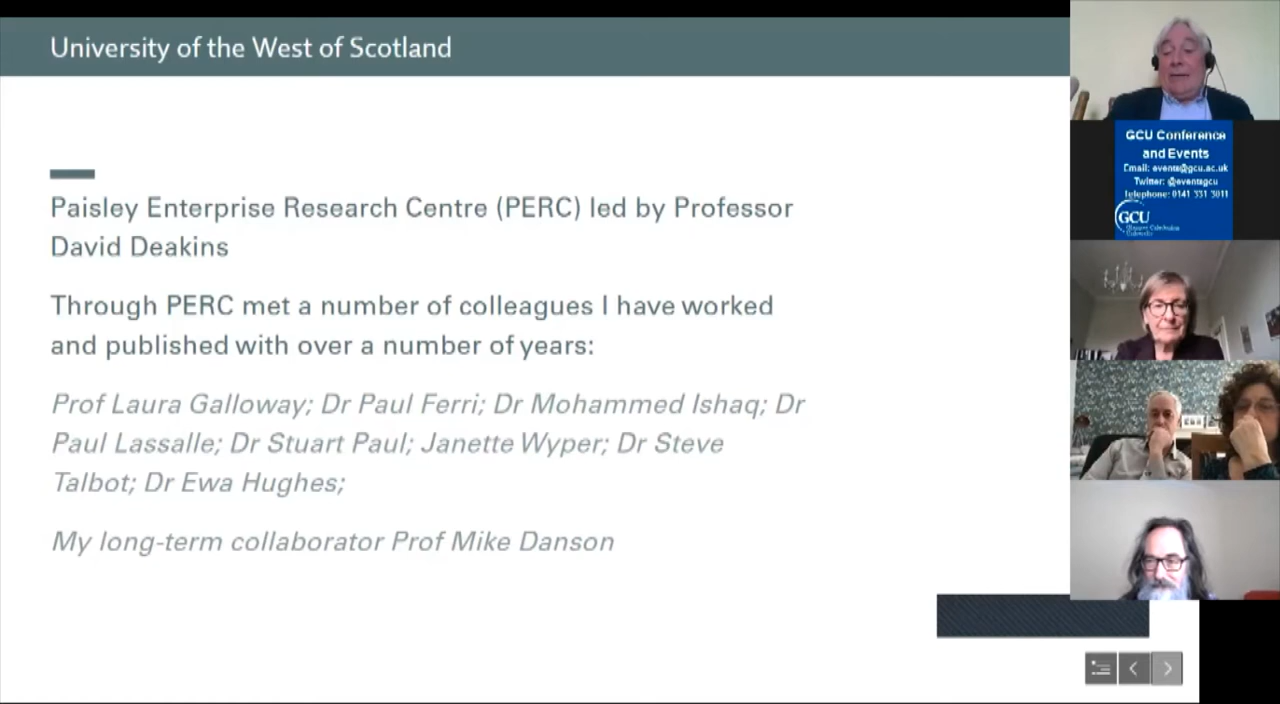 University of the West of Scotland
Paisley Enterprise Research Centre (PERC) led by Professor
David Deakins
Through PERC met a number of colleagues I have worked
and published with over a number of years:
Prof Laura Galloway; Dr Paul Ferri; Dr Mohammed Ishaq; Dr
Paul Lassalle; Dr Stuart Paul; Janette Wyper; Dr Steve
Talbot; Dr Ewa Hughes;
My long-term collaborator Prof Mike Danson
GCU Conference
and Events
Email: events@gcu.ac.uk
Twitter: @eventsgcu
Telephone: 0141 331 3011
GCU
Glasgow Caledonian
University